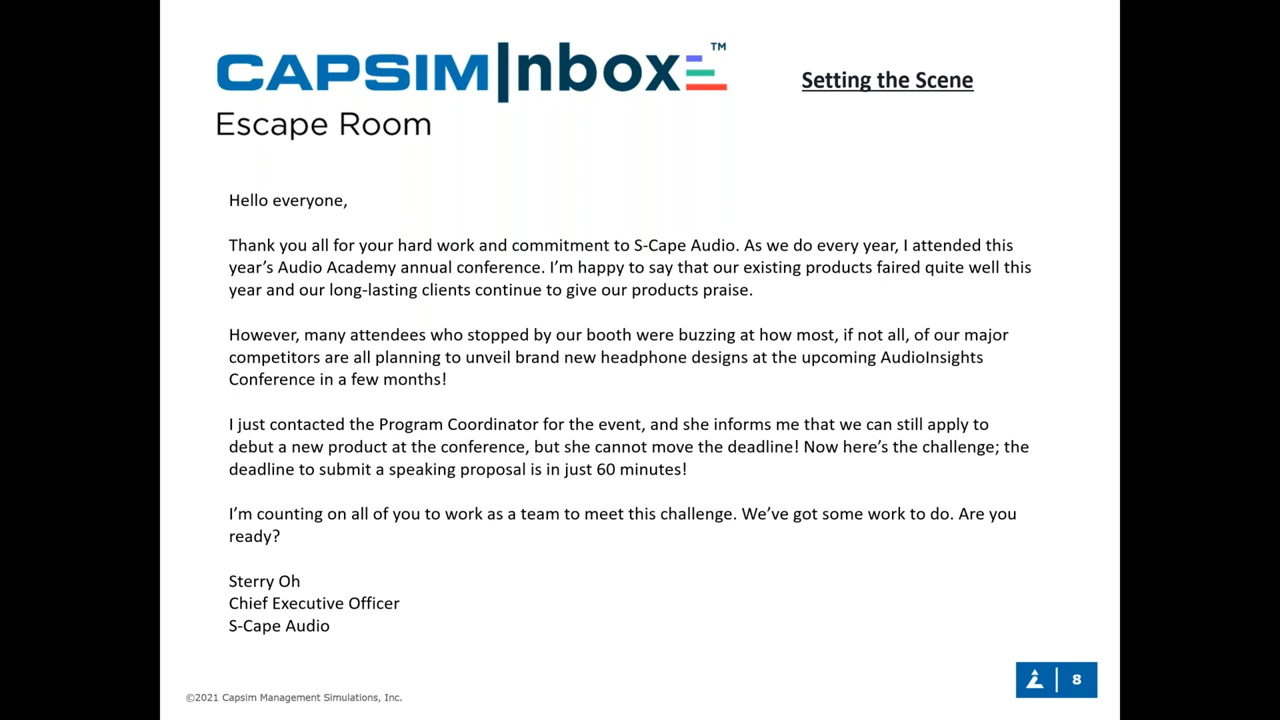 CAPSIM|nbox™
Setting the Scene
Escape Room
Hello everyone,
Thank you all for your hard work and commitment to S-Cape Audio. As we do every year, I attended this
year’s Audio Academy annual conference. I’m happy to say that our existing products faired quite well this
year and our long-lasting clients continue to give our products praise.
However, many attendees who stopped by our booth were buzzing at how most, if not all, of our major
competitors are all planning to unveil brand new headphone designs at the upcoming AudioInsights
Conference in a few months!
I just contacted the Program Coordinator for the event, and she informs me that we can still apply to
debut a new product at the conference, but she cannot move the deadline! Now here’s the challenge; the
deadline to submit a speaking proposal is in just 60 minutes!
I’m counting on all of you to work as a team to meet this challenge. We’ve got some work to do. Are you
ready?
Sterry Oh
Chief Executive Officer
S-Cape Audio
©2021 Capsim Management Simulations, Inc.
8